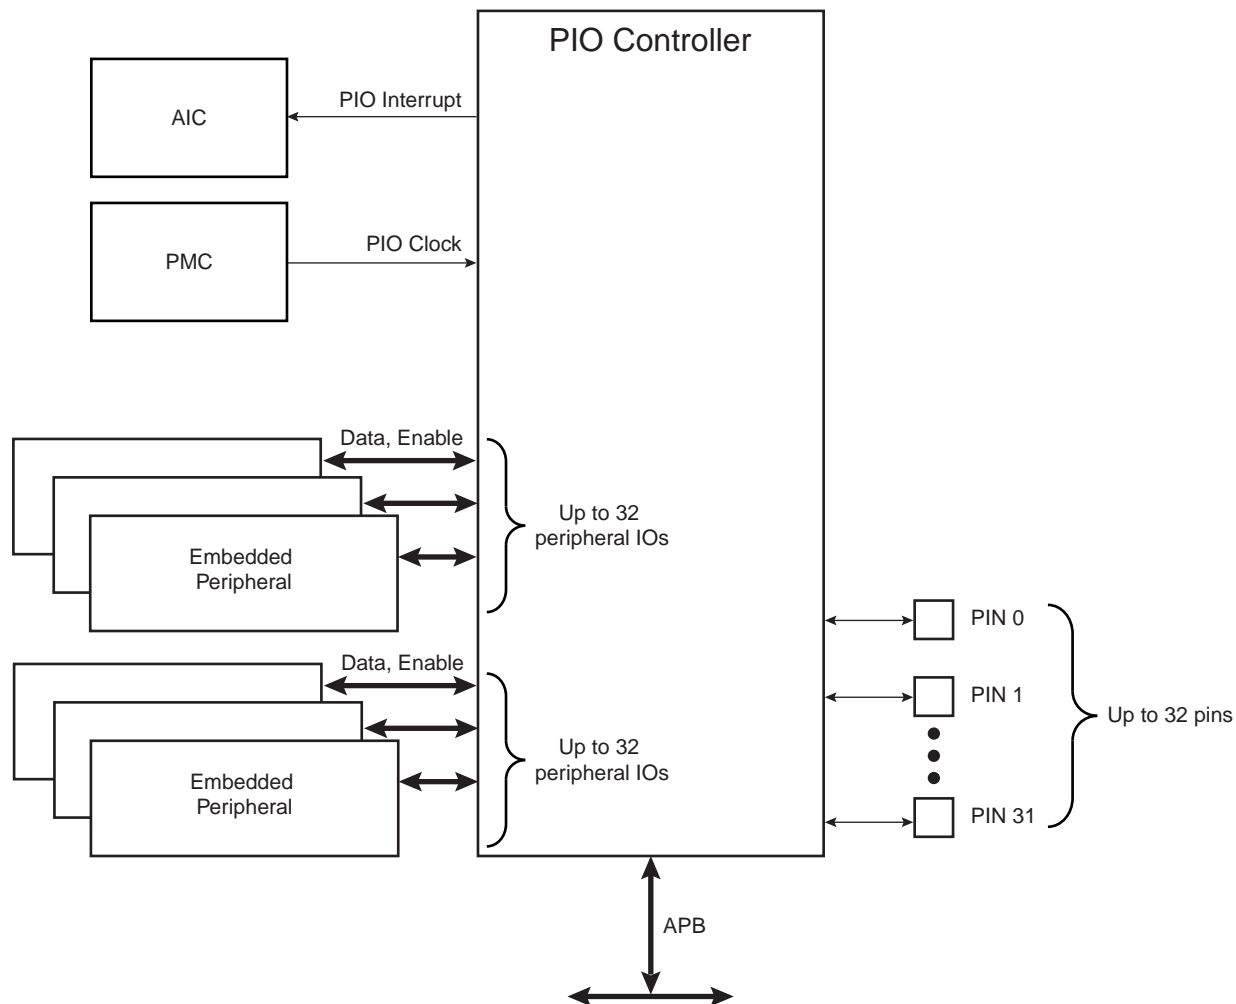 PIO Controller
AIC
PIO Interrupt
PMC
PIO Clock
Data, Enable
Up to 32
peripheral IOs
Embedded
Peripheral
PIN 0
Data, Enable
PIN 1
Up to 32 pins
Up to 32
peripheral IOs
Embedded
Peripheral
PIN 31
APB